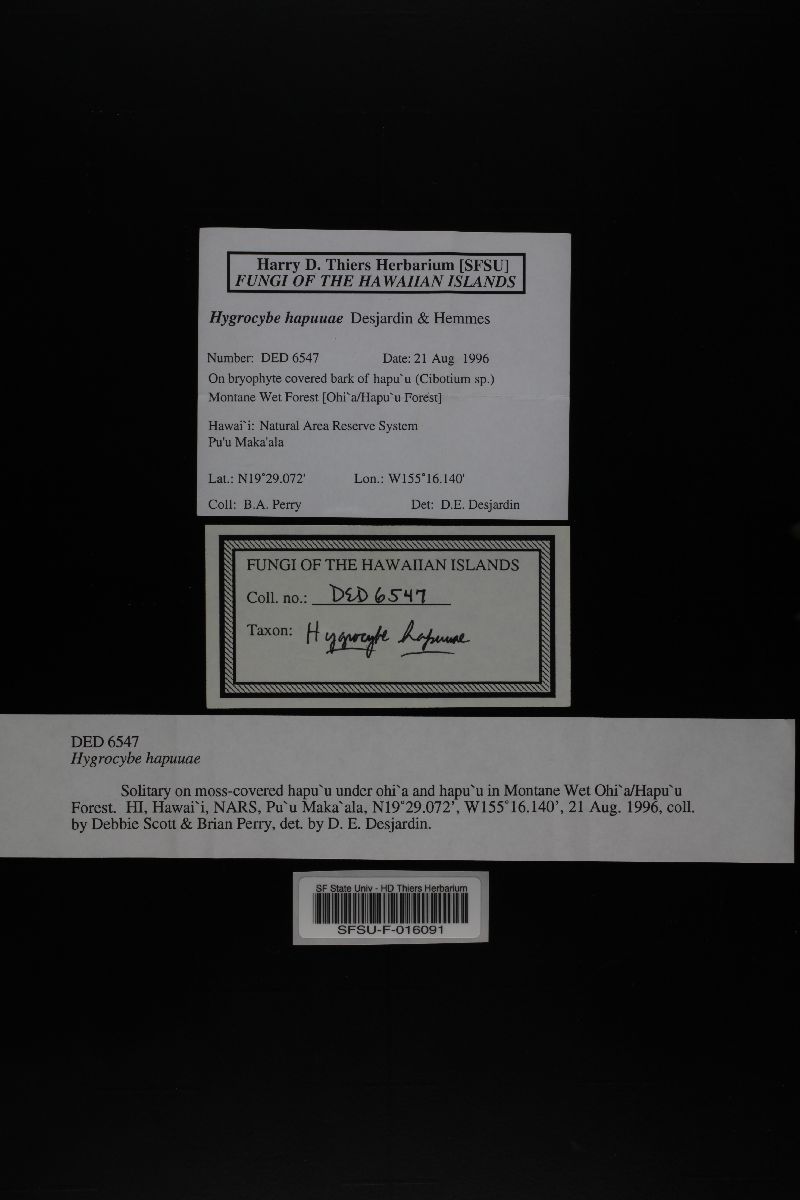 Harry D. Thiers Herbarium [SFSU]
FUNGI OF THE HAWAIIAN ISLANDS
Hygrocybe hapuuae Desjardin & Hemmes
Number: DED 6547 Date: 21 Aug 1996
On bryophyte covered bark of hapu`u (Cibotium sp.)
Montane Wet Forest [Ohi`a/Hapu`u Forest]
Hawai`i: Natural Area Reserve System
Pu'u Maka'ala
Lat.: N19°29.072' Lon.: W155°16.140'
Coll: B.A. Perry Det: D.E. Desjardin
FUNGI OF THE HAWAIIAN ISLANDS
Coll. no.: DED 6547
Taxon: Hygrocybe hapuuae
DED 6547
Hygrocybe hapuuae
Solitary on moss-covered hapu`u under ohi`a and hapu`u in Montane Wet Ohi`a/Hapu`u
Forest. HI, Hawai`i, NARS, Pu`u Maka`ala, N19°29.072', W155°16.140', 21 Aug. 1996, coll.
by Debbie Scott & Brian Perry, det. by D. E. Desjardin.
SF State Univ - HD Thiers Herbarium
SFSU-F-016091